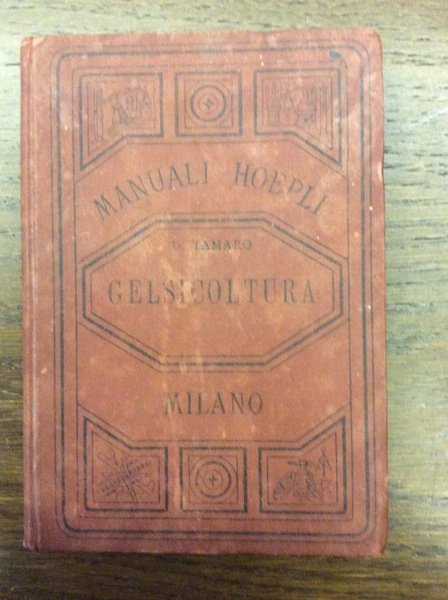 MANUALI HOEPLI
D. TAMARO
GELSICOLTURA
MILANO